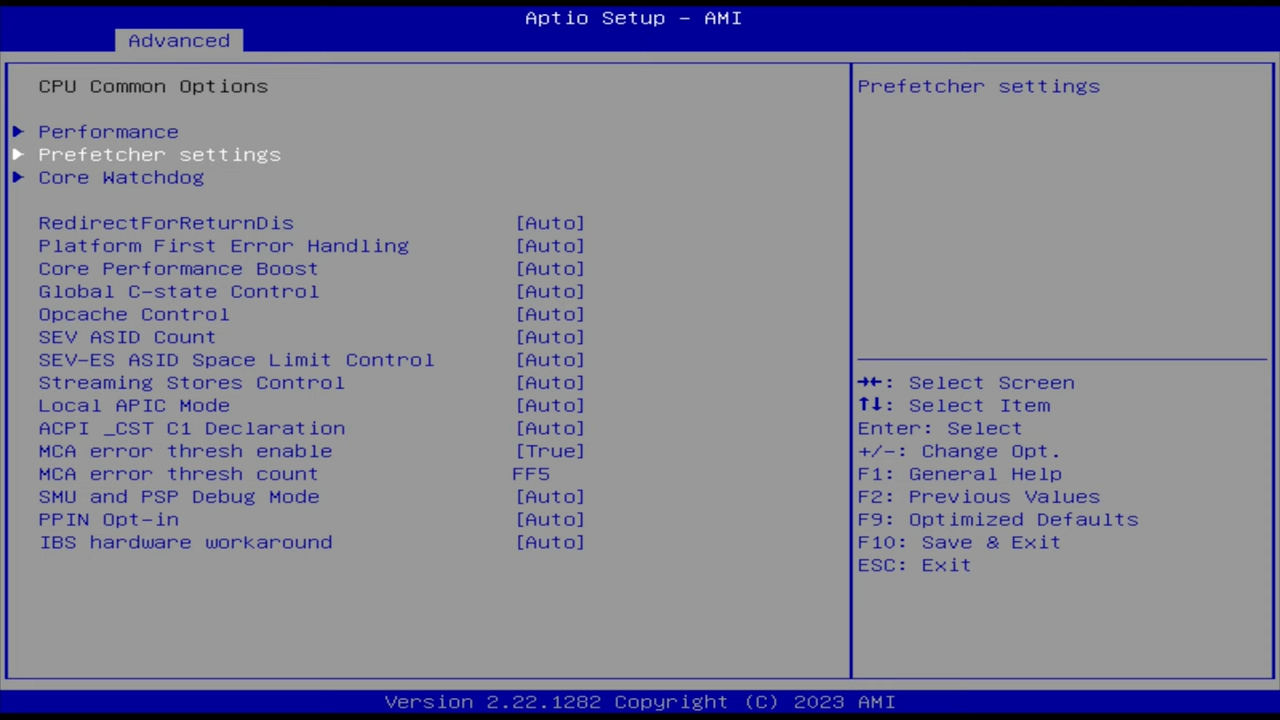 Aptio Setup – AMI
Advanced
CPU Common Options
Performance
Prefetcher settings
Core Watchdog
RedirectForReturnDis [Auto]
Platform First Error Handling [Auto]
Core Performance Boost [Auto]
Global C-state Control [Auto]
Opcache Control [Auto]
SEV ASID Count [Auto]
SEV-ES ASID Space Limit Control [Auto]
Streaming Stores Control [Auto]
Local APIC Mode [Auto]
ACPI _CST C1 Declaration [Auto]
MCA error thresh enable [True]
MCA error thresh count FF5
SMU and PSP Debug Mode [Auto]
PPIN Opt-in [Auto]
IBS hardware workaround [Auto]
Prefetcher settings
→←: Select Screen
↑↓: Select Item
Enter: Select
+/-: Change Opt.
F1: General Help
F2: Previous Values
F9: Optimized Defaults
F10: Save & Exit
ESC: Exit
Version 2.22.1282 Copyright (C) 2023 AMI